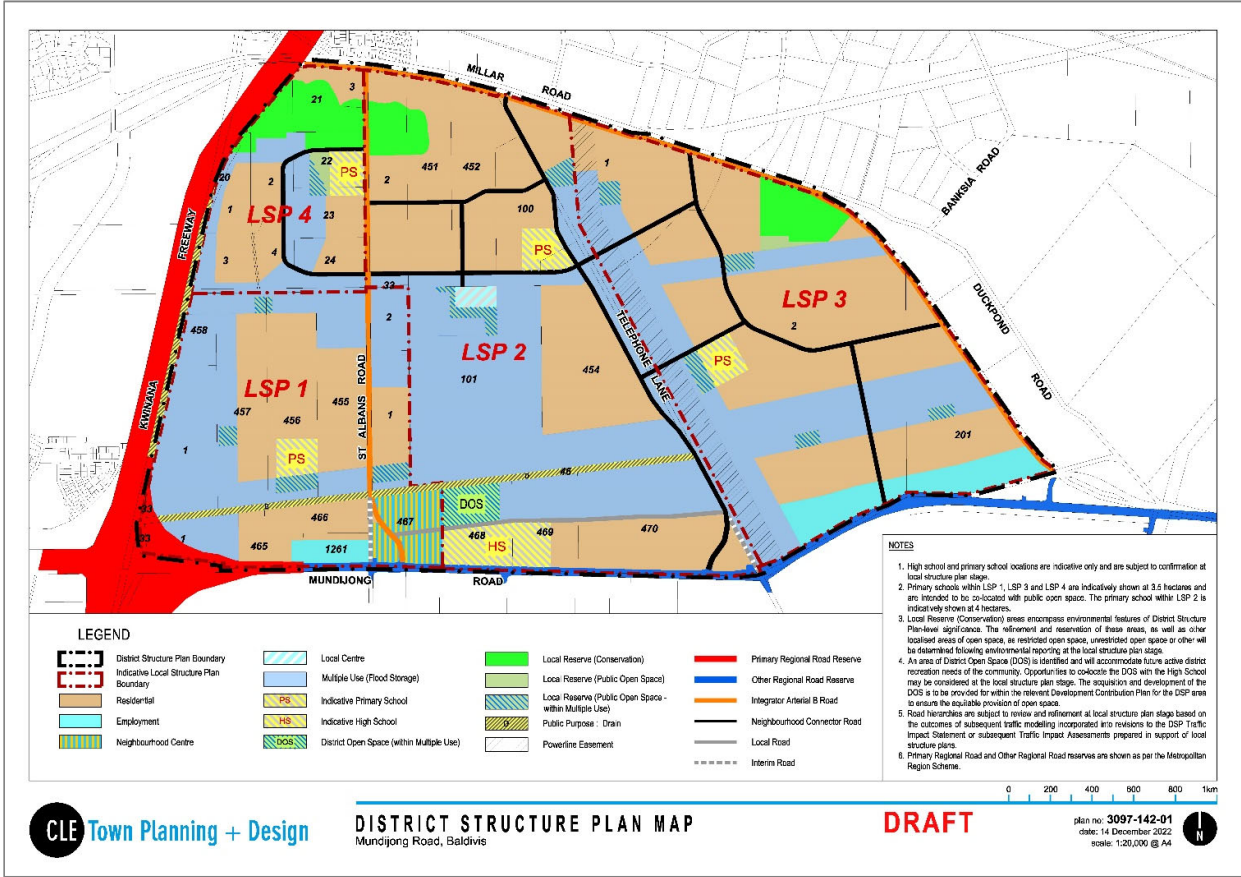 MILLAR
ROAD
BANKSIA ROAD
DUCKPOND
ROAD
KWINANA
FREEWAY
ST ALBANS ROAD
TELEPHONE LANE
MUNDIJONG
ROAD
LSP 4
LSP 3
LSP 2
LSP 1
21
3
22
PS
451
452
2
1
20
2
1
23
100
PS
4
3
24
33
2
2
458
101
454
PS
457
456
455
1
1
PS
201
46
D
D
DOS
467
466
468
469
470
33
33
1
465
1261
HS
LEGEND
District Structure Plan Boundary
Indicative Local Structure Plan
Boundary
Residential
Employment
Neighbourhood Centre
Local Centre
Multiple Use (Flood Storage)
PS Indicative Primary School
HS Indicative High School
DOS District Open Space (within Multiple Use)
Local Reserve (Conservation)
Local Reserve (Public Open Space)
Local Reserve (Public Open Space -
within Multiple Use)
D Public Purpose : Drain
Powerline Easement
Primary Regional Road Reserve
Other Regional Road Reserve
Integrator Arterial B Road
Neighbourhood Connector Road
Local Road
Interim Road
NOTES
1. High school and primary school locations are indicative only and are subject to confirmation at
local structure plan stage.
2. Primary schools within LSP 1, LSP 3 and LSP 4 are indicatively shown at 3.5 hectares and
are intended to be co-located with public open space. The primary school within LSP 2 is
indicatively shown at 4 hectares.
3. Local Reserve (Conservation) areas encompass environmental features of District Structure
Plan-level significance. The refinement and reservation of these areas, as well as other
localised areas of open space, as restricted open space, unrestricted open space or other will
be determined following environmental reporting at the local structure plan stage.
4. An area of District Open Space (DOS) is identified and will accommodate future active district
recreation needs of the community. Opportunities to co-locate the DOS with the High School
may be considered at the local structure plan stage. The acquisition and development of the
DOS is to be provided for within the relevant Development Contribution Plan for the DSP area
to ensure the equitable provision of open space.
5. Road hierarchies are subject to review and refinement at local structure plan stage based on
the outcomes of subsequent traffic modelling incorporated into revisions to the DSP Traffic
Impact Statement or subsequent Traffic Impact Assessments prepared in support of local
structure plans.
6. Primary Regional Road and Other Regional Road reserves are shown as per the Metropolitan
Region Scheme.
0 200 400 600 800 1km
CLE Town Planning + Design
DISTRICT STRUCTURE PLAN MAP
Mundijong Road, Baldivis
DRAFT
plan no: 3097-142-01
date: 14 December 2022
scale: 1:20,000 @ A4
N